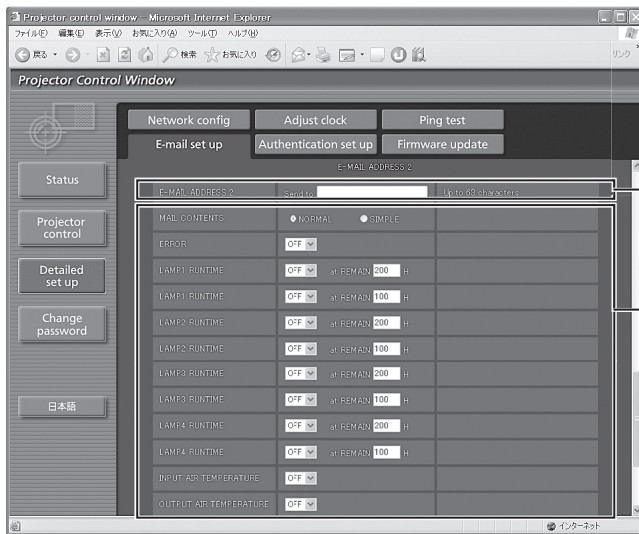 Projector control window - Microsoft Internet Explorer
ファイル(F) 編集(E) 表示(V) お気に入り(A) ツール(T) ヘルプ(H)
戻る 検索 お気に入り リンク
Projector Control Window
Network config Adjust clock Ping test
E-mail set up Authentication set up Firmware update
Status
Projector control
Detailed set up
Change password
日本語
E-MAIL ADDRESS 2
E-MAIL ADDRESS 2 Send to Up to 63 characters
MAIL CONTENTS NORMAL SIMPLE
ERROR OFF
LAMP1 RUNTIME OFF at REMAIN 200 H
LAMP1 RUNTIME OFF at REMAIN 100 H
LAMP2 RUNTIME OFF at REMAIN 200 H
LAMP2 RUNTIME OFF at REMAIN 100 H
LAMP3 RUNTIME OFF at REMAIN 200 H
LAMP3 RUNTIME OFF at REMAIN 100 H
LAMP4 RUNTIME OFF at REMAIN 200 H
LAMP4 RUNTIME OFF at REMAIN 100 H
INPUT AIR TEMPERATURE OFF
OUTPUT AIR TEMPERATURE OFF
インターネット